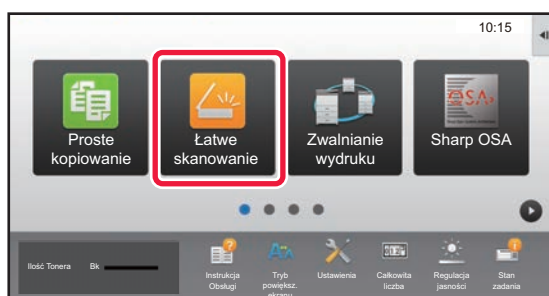 10:15
Proste
kopiowanie
Łatwe
skanowanie
Zwalnianie
wydruku
Sharp OSA
Ilość Tonera Bk
Instrukcja
Obsługi
Tryb
powiększ.
ekranu
Ustawienia
Całkowita
liczba
Regulacja
jasności
Stan
zadania